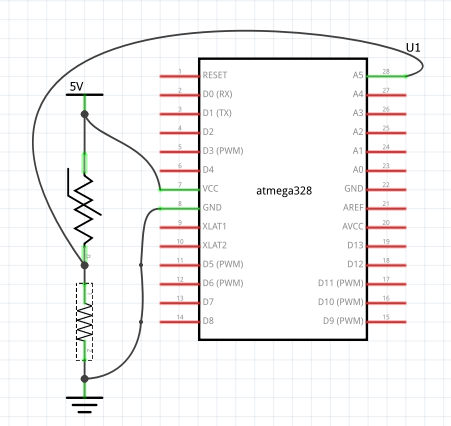 U1
5V
1 RESET A5 28
2 D0 (RX) A4 27
3 D1 (TX) A3 26
4 D2 A2 25
5 D3 (PWM) A1 24
6 D4 A0 23
7 VCC GND 22
8 GND AREF 21
atmega328
9 XLAT1 AVCC 20
10 XLAT2 D13 19
11 D5 (PWM) D12 18
12 D6 (PWM) D11 (PWM) 17
13 D7 D10 (PWM) 16
14 D8 D9 (PWM) 15